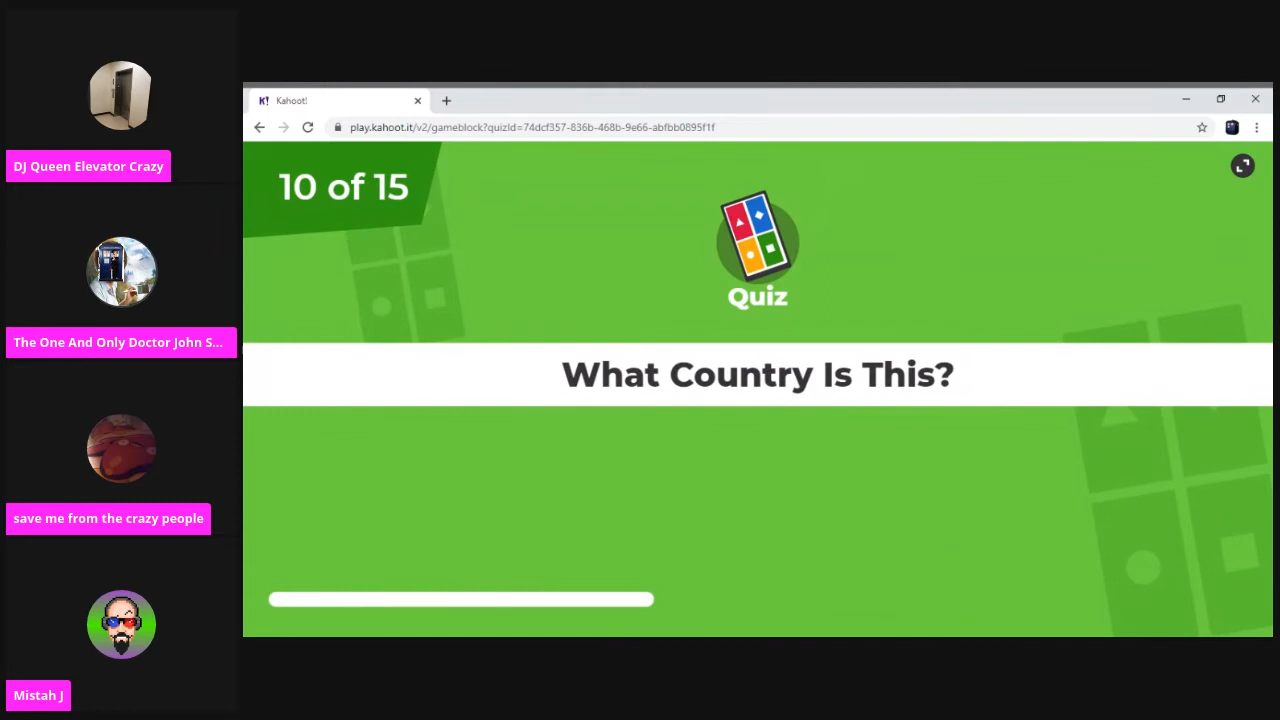 DJ Queen Elevator Crazy
The One And Only Doctor John S...
save me from the crazy people
Mistah J
K! Kahoot!
play.kahoot.it/v2/gameblock?quizId=74dcf357-836b-468b-9e66-abfbb0895f1f
10 of 15
Quiz
What Country Is This?